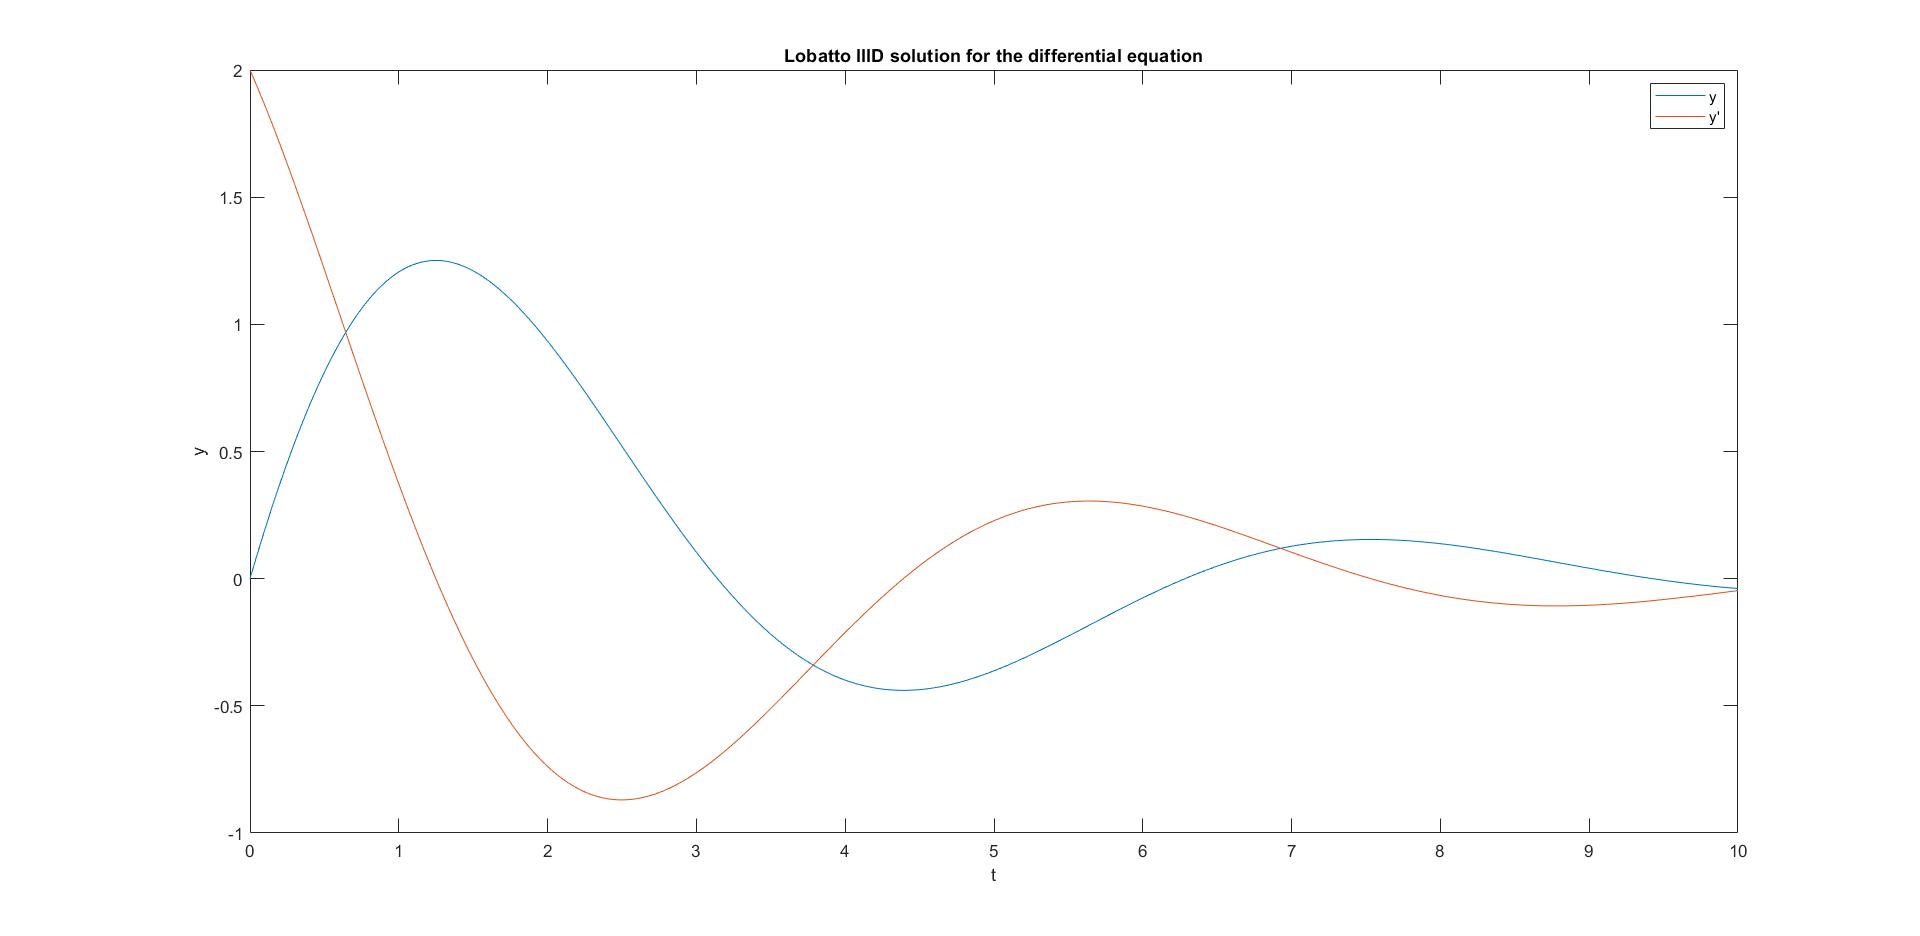 Lobatto IIID solution for the differential equation
y
y'
2
1.5
1
0.5
0
-0.5
-1
y
0 1 2 3 4 5 6 7 8 9 10
t